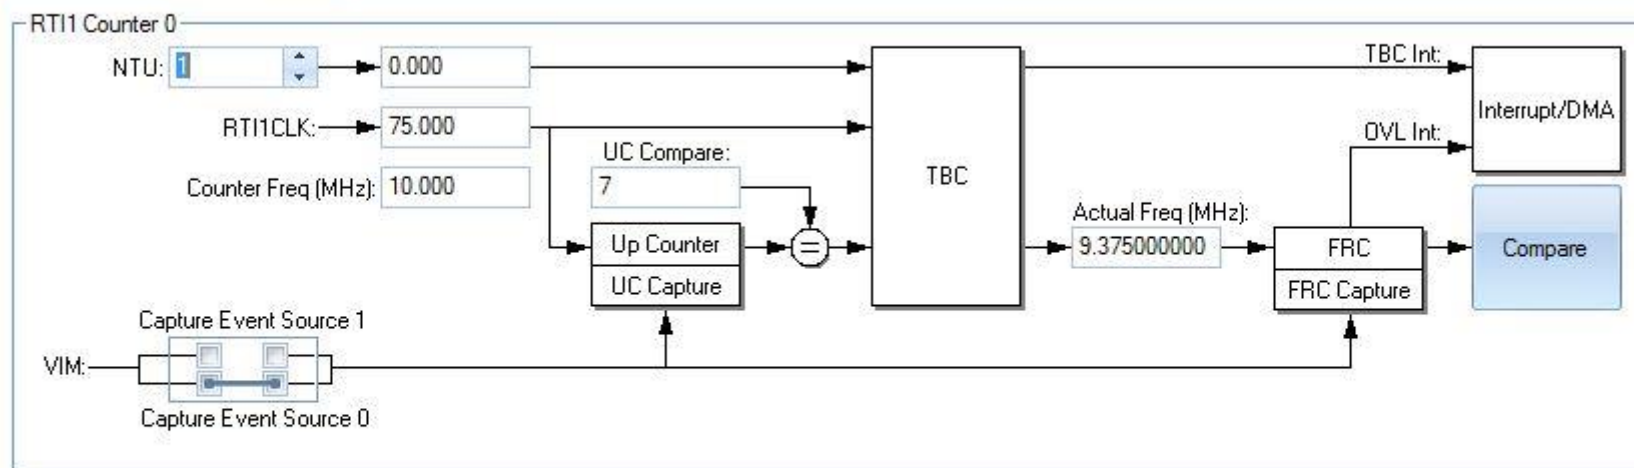 RTI1 Counter 0
NTU: 1
0.000
TBC Int:
RTI1CLK:
75.000
Interrupt/DMA
OVL Int:
UC Compare:
7
Counter Freq (MHz):
10.000
TBC
Actual Freq (MHz):
9.375000000
Up Counter
UC Capture
=
FRC
FRC Capture
Compare
Capture Event Source 1
VIM:
Capture Event Source 0